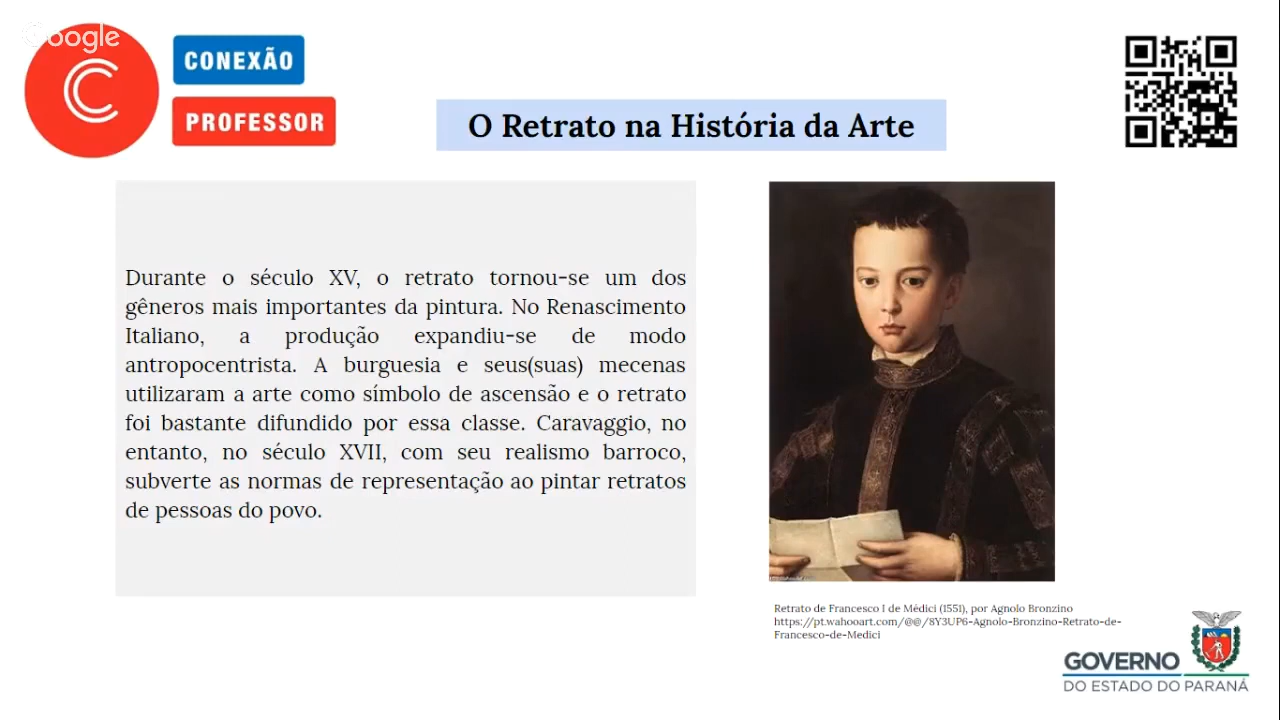 Google
CONEXÃO
PROFESSOR
O Retrato na História da Arte
Durante o século XV, o retrato tornou-se um dos
gêneros mais importantes da pintura. No Renascimento
Italiano, a produção expandiu-se de modo
antropocentrista. A burguesia e seus(suas) mecenas
utilizaram a arte como símbolo de ascensão e o retrato
foi bastante difundido por essa classe. Caravaggio, no
entanto, no século XVII, com seu realismo barroco,
subverte as normas de representação ao pintar retratos
de pessoas do povo.
Retrato de Francesco I de Médici (1551), por Agnolo Bronzino
https://pt.wahooart.com/@@/8Y3UP6-Agnolo-Bronzino-Retrato-de-
Francesco-de-Medici
GOVERNO
DO ESTADO DO PARANÁ